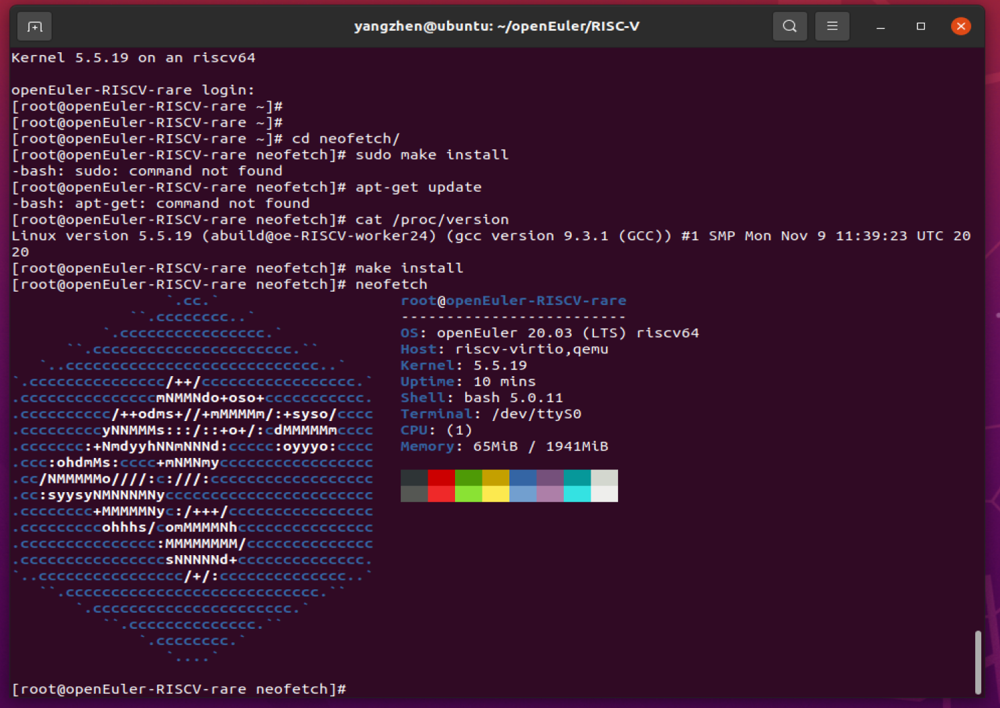 yangzhen@ubuntu: ~/openEuler/RISC-V
Kernel 5.5.19 on an riscv64
openEuler-RISCV-rare login:
[root@openEuler-RISCV-rare ~]#
[root@openEuler-RISCV-rare ~]#
[root@openEuler-RISCV-rare ~]# cd neofetch/
[root@openEuler-RISCV-rare neofetch]# sudo make install
-bash: sudo: command not found
[root@openEuler-RISCV-rare neofetch]# apt-get update
-bash: apt-get: command not found
[root@openEuler-RISCV-rare neofetch]# cat /proc/version
Linux version 5.5.19 (abuild@oe-RISCV-worker24) (gcc version 9.3.1 (GCC)) #1 SMP Mon Nov 9 11:39:23 UTC 20
20
[root@openEuler-RISCV-rare neofetch]# make install
[root@openEuler-RISCV-rare neofetch]# neofetch
                 `.cc.`                    root@openEuler-RISCV-rare
             ``.cccccccc..`                -------------------------
          `.cccccccccccccccc.`             OS: openEuler 20.03 (LTS) riscv64
      ``.cccccccccccccccccccccc.``         Host: riscv-virtio,qemu
   `..cccccccccccccccccccccccccccc..`      Kernel: 5.5.19
`.ccccccccccccccc/++/ccccccccccccccccc.`   Uptime: 10 mins
.cccccccccccccccmNMMNdo+oso+ccccccccccc.   Shell: bash 5.0.11
.cccccccccc/++odms+//+mMMMMm/:+syso/cccc   Terminal: /dev/ttyS0
.cccccccccyNNMMMs:::/::+o+/:cdMMMMMmcccc   CPU: (1)
.ccccccc:+NmdyyhNNmNNNd:ccccc:oyyyo:cccc   Memory: 65MiB / 1941MiB
.ccc:ohdmMs:cccc+mNMNmyccccccccccccccccc
.cc/NMMMMMo////:c:///:cccccccccccccccccc
.cc:syysyNMNNNMNyccccccccccccccccccccccc
.cccccccc+MMMMMNyc:/+++/cccccccccccccccc
.cccccccccohhhs/comMMMMNhccccccccccccccc
.ccccccccccccccc:MMMMMMMM/cccccccccccccc
.ccccccccccccccccsNNNNNd+cccccccccccccc.
`..cccccccccccccccc/+/:cccccccccccccc..`
   ``.cccccccccccccccccccccccccccc.``
       `.cccccccccccccccccccccc.`
          ``.cccccccccccccc.``
              `.cccccccc.`
                 `....`
[root@openEuler-RISCV-rare neofetch]#